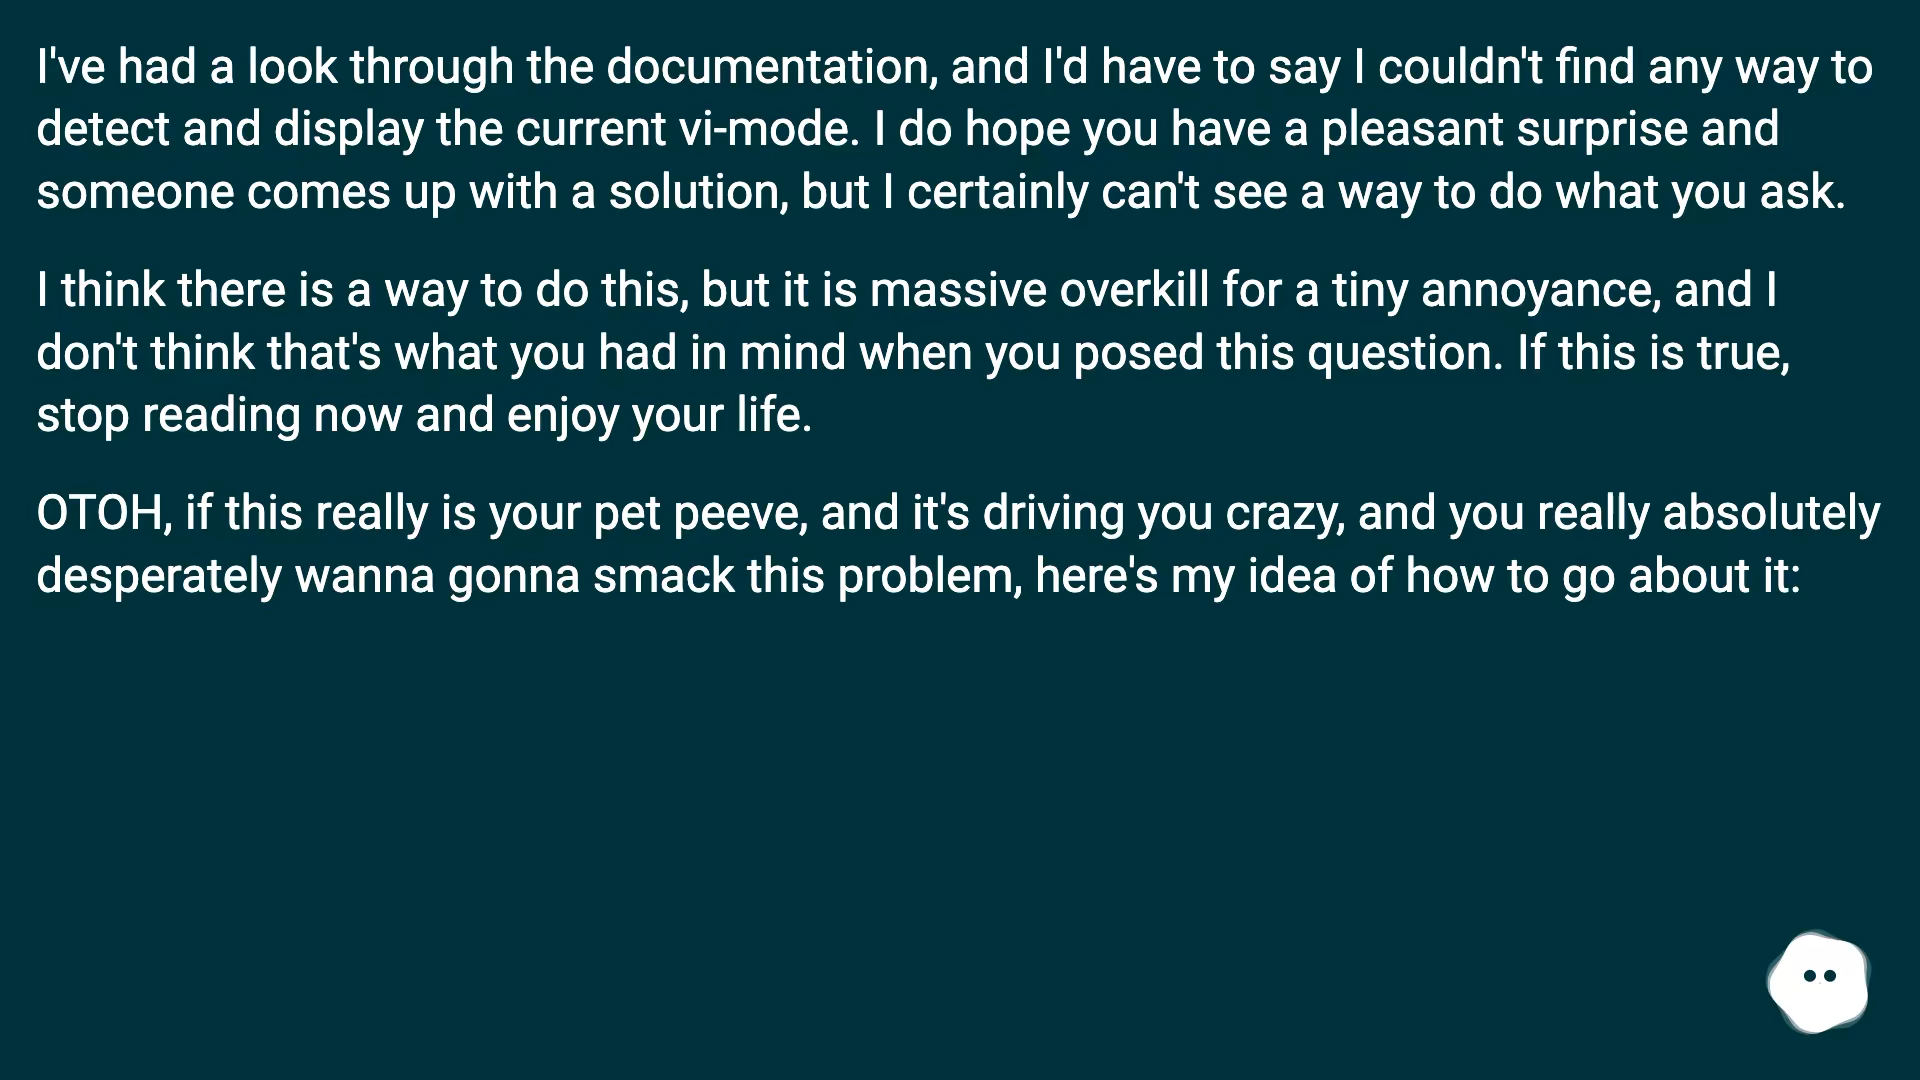 I've had a look through the documentation, and I'd have to say I couldn't find any way to
detect and display the current vi-mode. I do hope you have a pleasant surprise and
someone comes up with a solution, but I certainly can't see a way to do what you ask.
I think there is a way to do this, but it is massive overkill for a tiny annoyance, and I
don't think that's what you had in mind when you posed this question. If this is true,
stop reading now and enjoy your life.
OTOH, if this really is your pet peeve, and it's driving you crazy, and you really absolutely
desperately wanna gonna smack this problem, here's my idea of how to go about it: